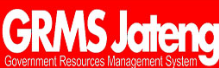 GRMS Jateng
Government Resources Management System